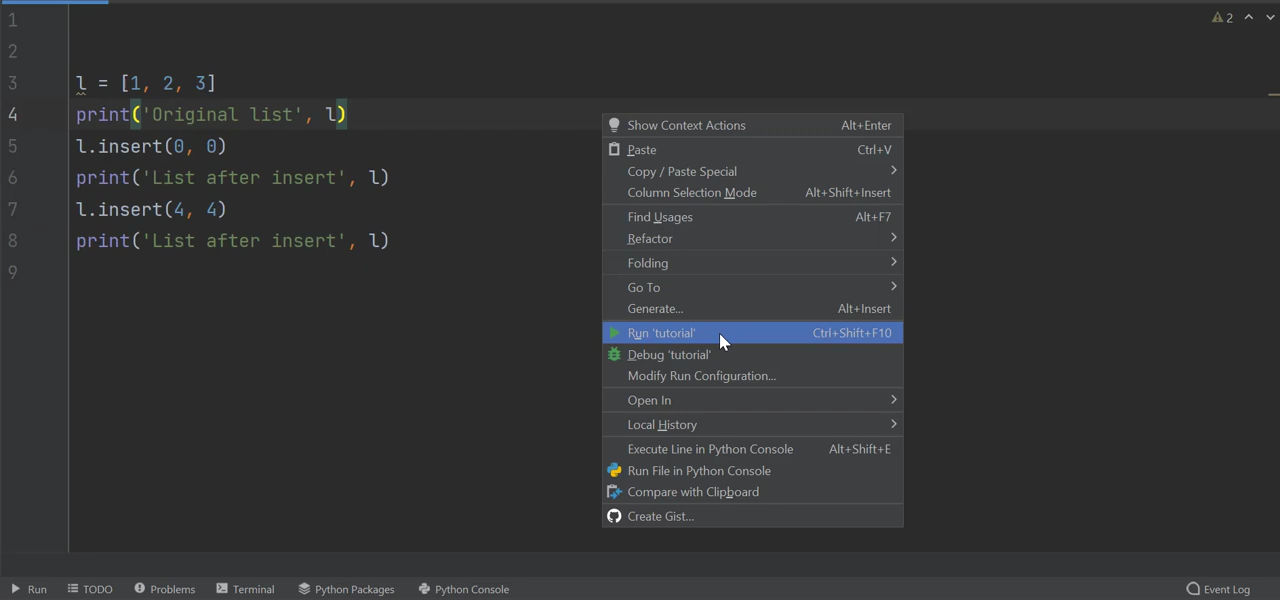 2
1
2
3 l = [1, 2, 3]
4 print('Original list', l)
5 l.insert(0, 0)
6 print('List after insert', l)
7 l.insert(4, 4)
8 print('List after insert', l)
9
Show Context Actions Alt+Enter
Paste Ctrl+V
Copy / Paste Special
Column Selection Mode Alt+Shift+Insert
Find Usages Alt+F7
Refactor
Folding
Go To
Generate... Alt+Insert
Run 'tutorial' Ctrl+Shift+F10
Debug 'tutorial'
Modify Run Configuration...
Open In
Local History
Execute Line in Python Console Alt+Shift+E
Run File in Python Console
Compare with Clipboard
Create Gist...
Run TODO Problems Terminal Python Packages Python Console Event Log